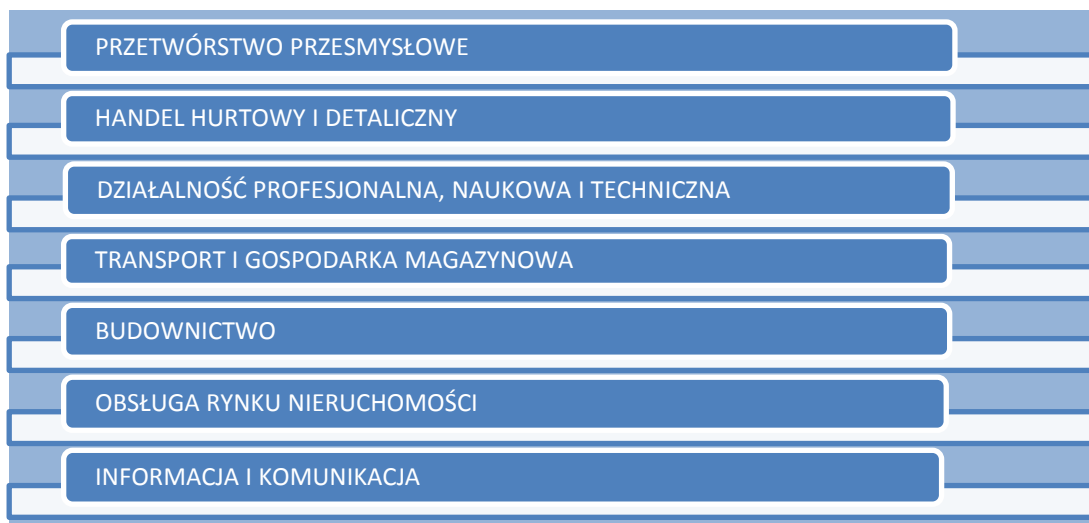 PRZETWÓRSTWO PRZESMYSŁOWE
HANDEL HURTOWY I DETALICZNY
DZIAŁALNOŚĆ PROFESJONALNA, NAUKOWA I TECHNICZNA
TRANSPORT I GOSPODARKA MAGAZYNOWA
BUDOWNICTWO
OBSŁUGA RYNKU NIERUCHOMOŚCI
INFORMACJA I KOMUNIKACJA